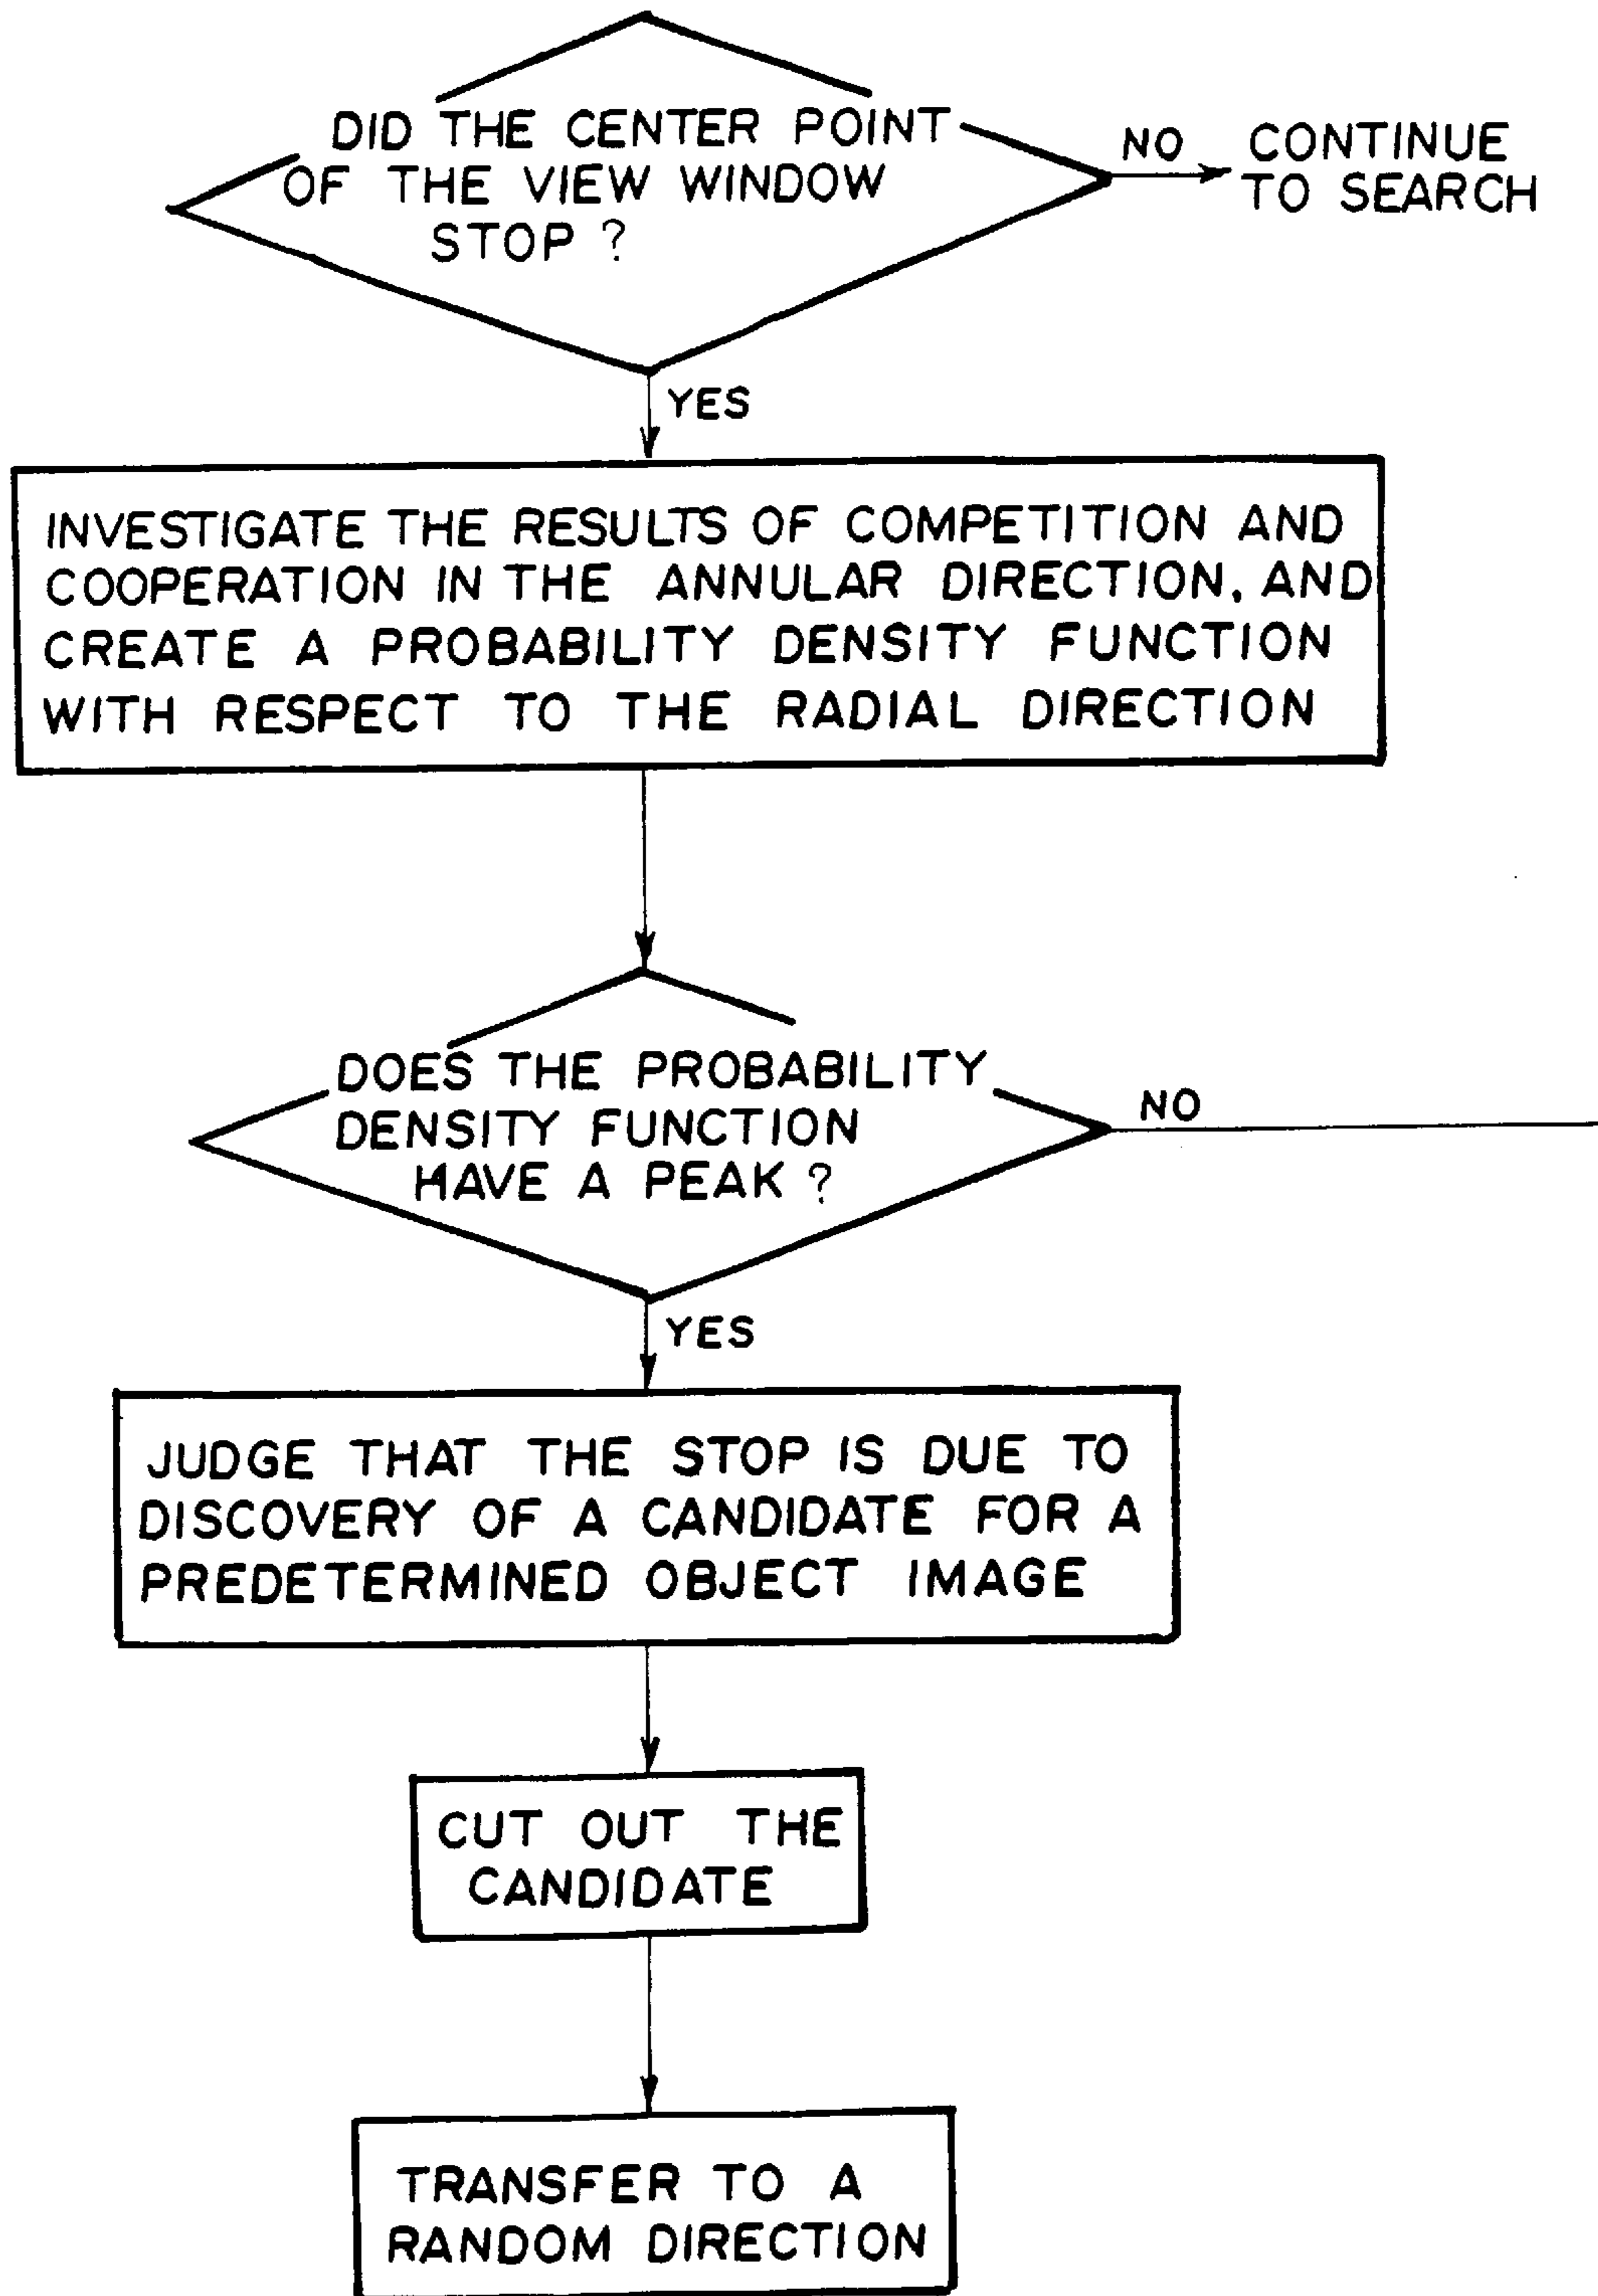 DID THE CENTER POINT
OF THE VIEW WINDOW
STOP ?
NO
CONTINUE
TO SEARCH
YES
INVESTIGATE THE RESULTS OF COMPETITION AND
COOPERATION IN THE ANNULAR DIRECTION, AND
CREATE A PROBABILITY DENSITY FUNCTION
WITH RESPECT TO THE RADIAL DIRECTION
DOES THE PROBABILITY
DENSITY FUNCTION
HAVE A PEAK ?
NO
YES
JUDGE THAT THE STOP IS DUE TO
DISCOVERY OF A CANDIDATE FOR A
PREDETERMINED OBJECT IMAGE
CUT OUT THE
CANDIDATE
TRANSFER TO A
RANDOM DIRECTION